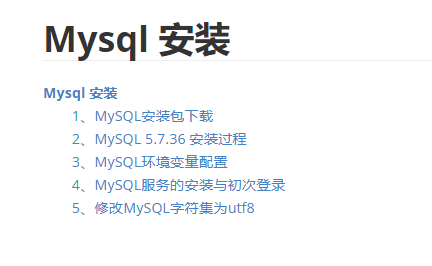 Mysql 安装
Mysql 安装
1、MySQL安装包下载
2、MySQL 5.7.36 安装过程
3、MySQL环境变量配置
4、MySQL服务的安装与初次登录
5、修改MySQL字符集为utf8